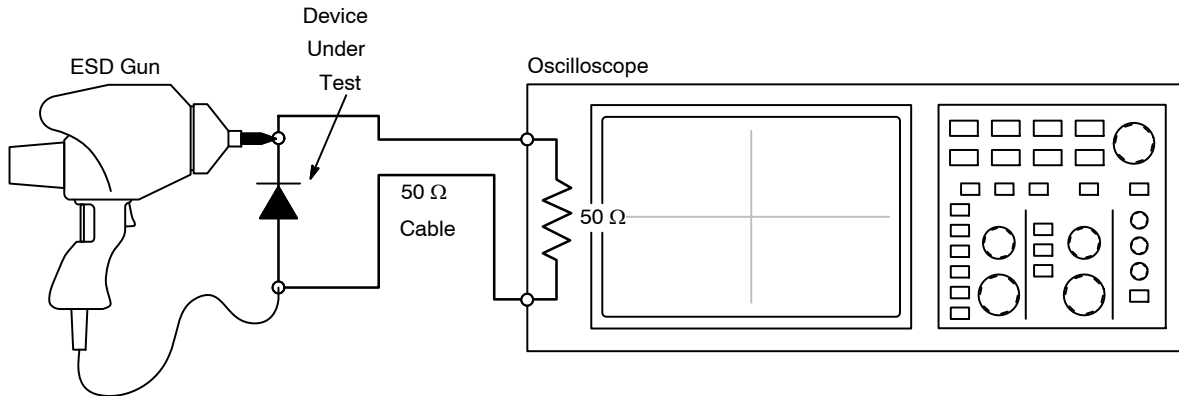 Device
Under
Test
ESD Gun
Oscilloscope
50 Ω
Cable
50 Ω